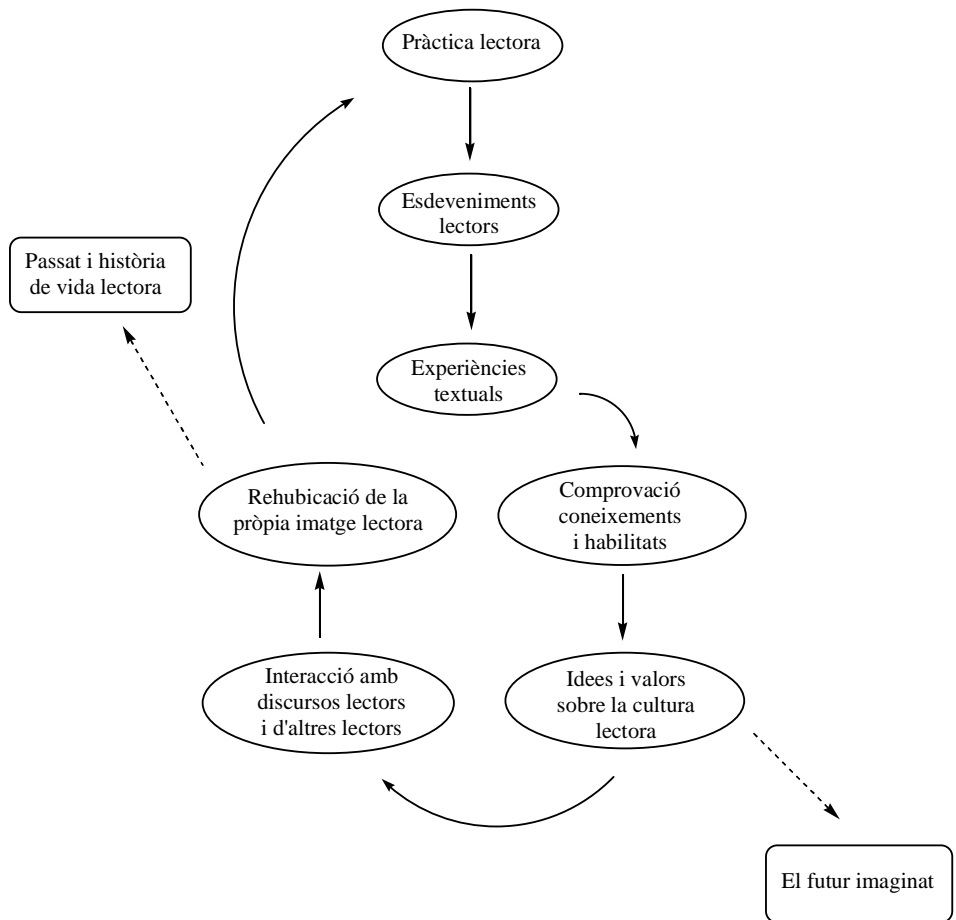 Pràctica lectora
Esdeveniments
lectors
Passat i història
de vida lectora
Experiències
textuals
Rehubicació de la
pròpia imatge lectora
Comprovació
coneixements
i habilitats
Interacció amb
discursos lectors
i d'altres lectors
Idees i valors
sobre la cultura
lectora
El futur imaginat